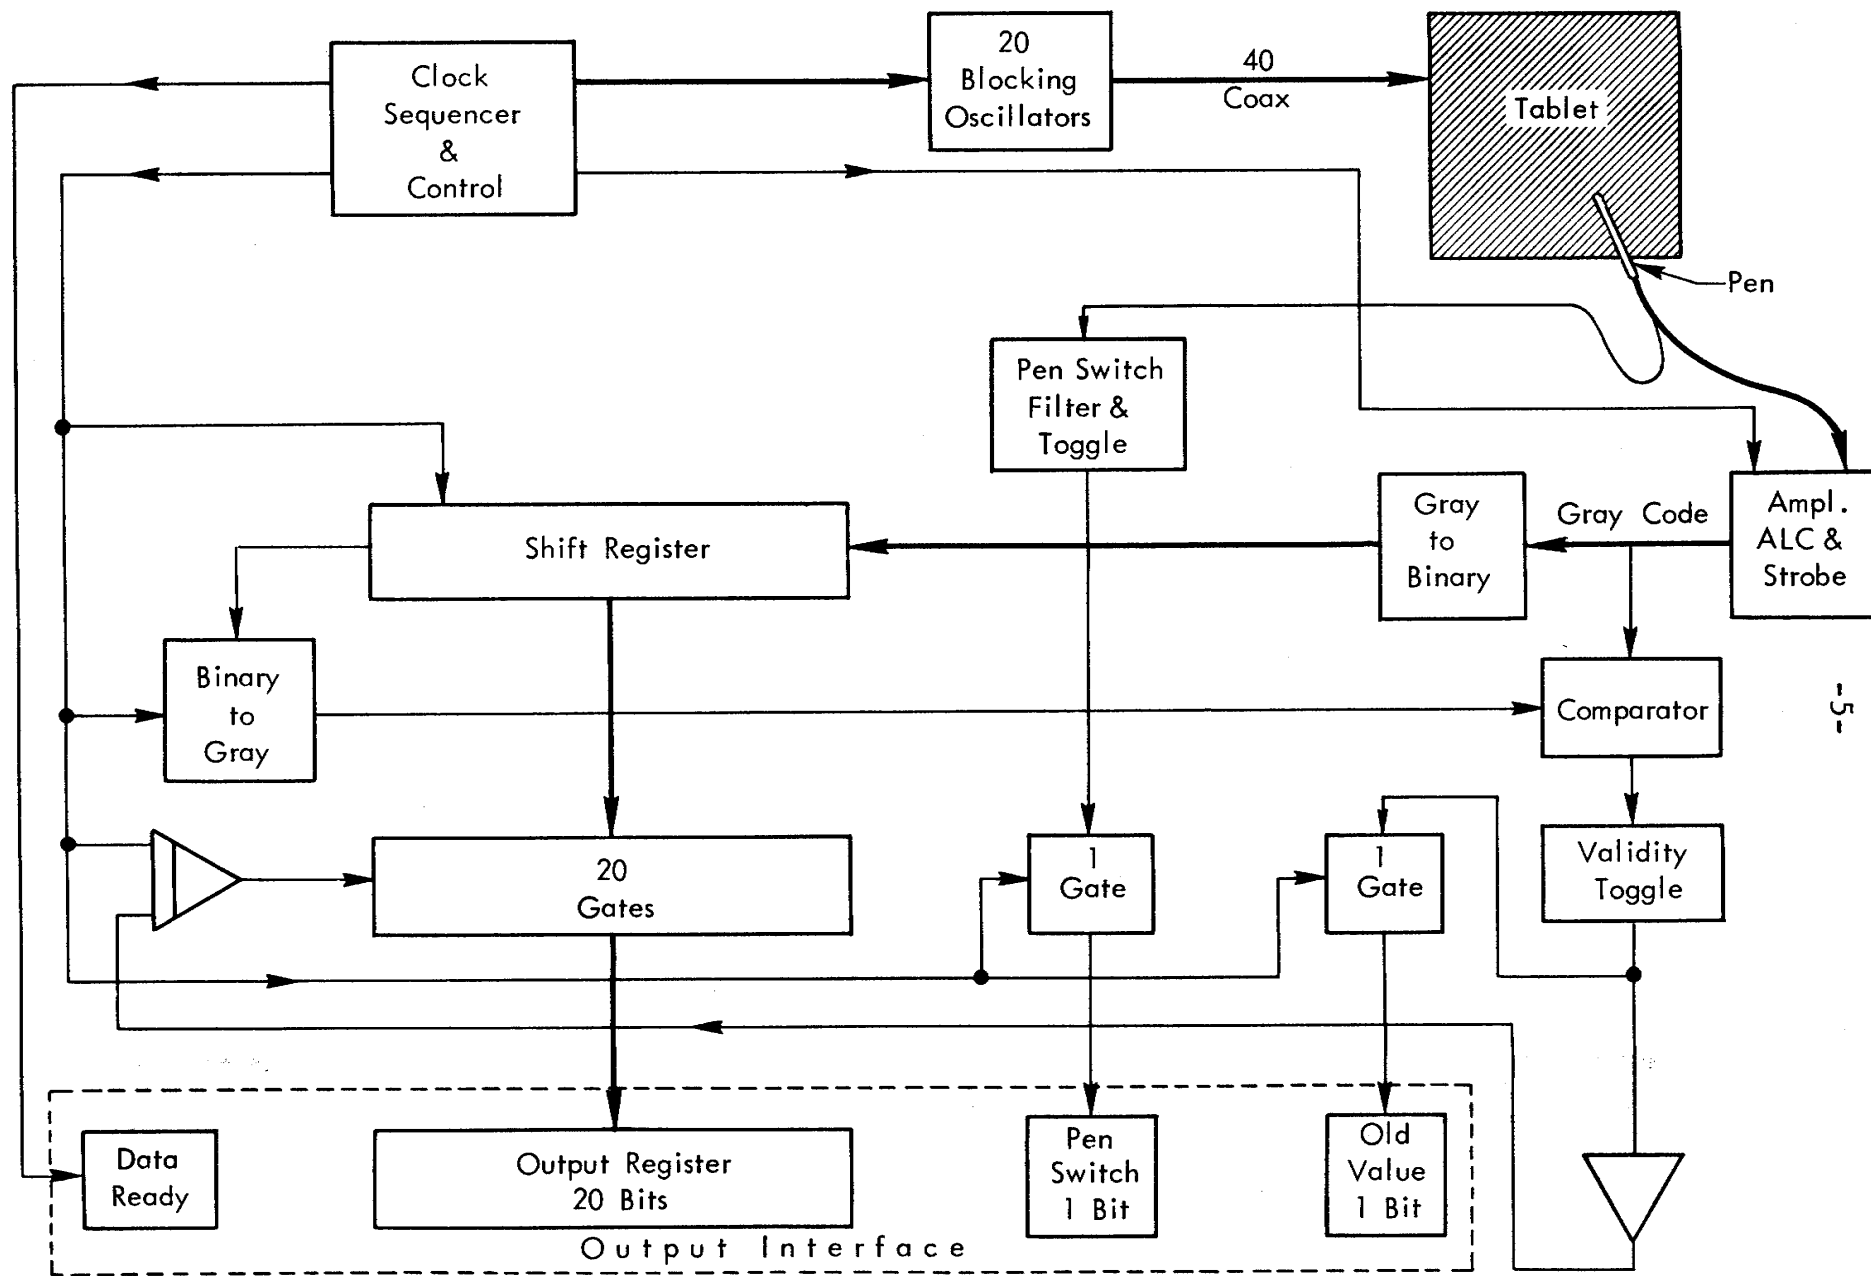 Clock
Sequencer
&
Control
20
Blocking
Oscillators
40
Coax
Tablet
Pen
Pen Switch
Filter &
Toggle
Shift Register
Gray
to
Binary
Gray Code
Ampl.
ALC &
Strobe
Binary
to
Gray
Comparator
-5-
20
Gates
1
Gate
1
Gate
Validity
Toggle
Data
Ready
Output Register
20 Bits
Pen
Switch
1 Bit
Old
Value
1 Bit
Output Interface